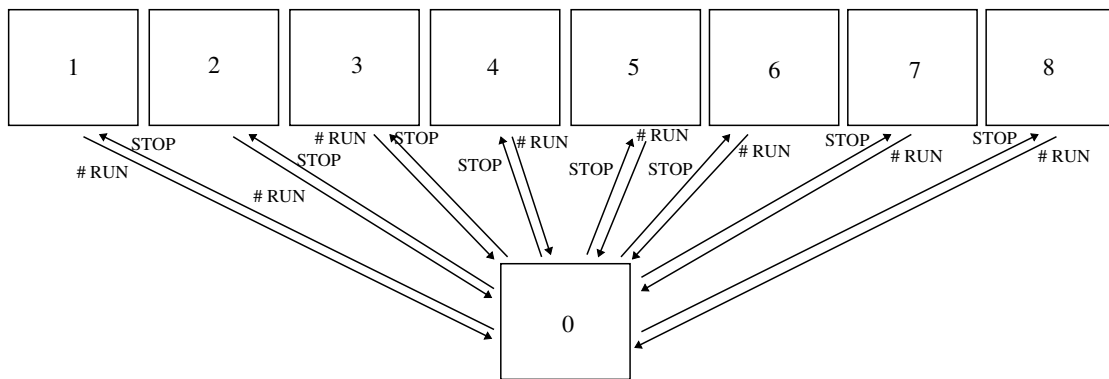 1 2 3 4 5 6 7 8
STOP # RUN STOP # RUN # RUN STOP STOP
# RUN STOP STOP STOP STOP # RUN # RUN # RUN
# RUN
0